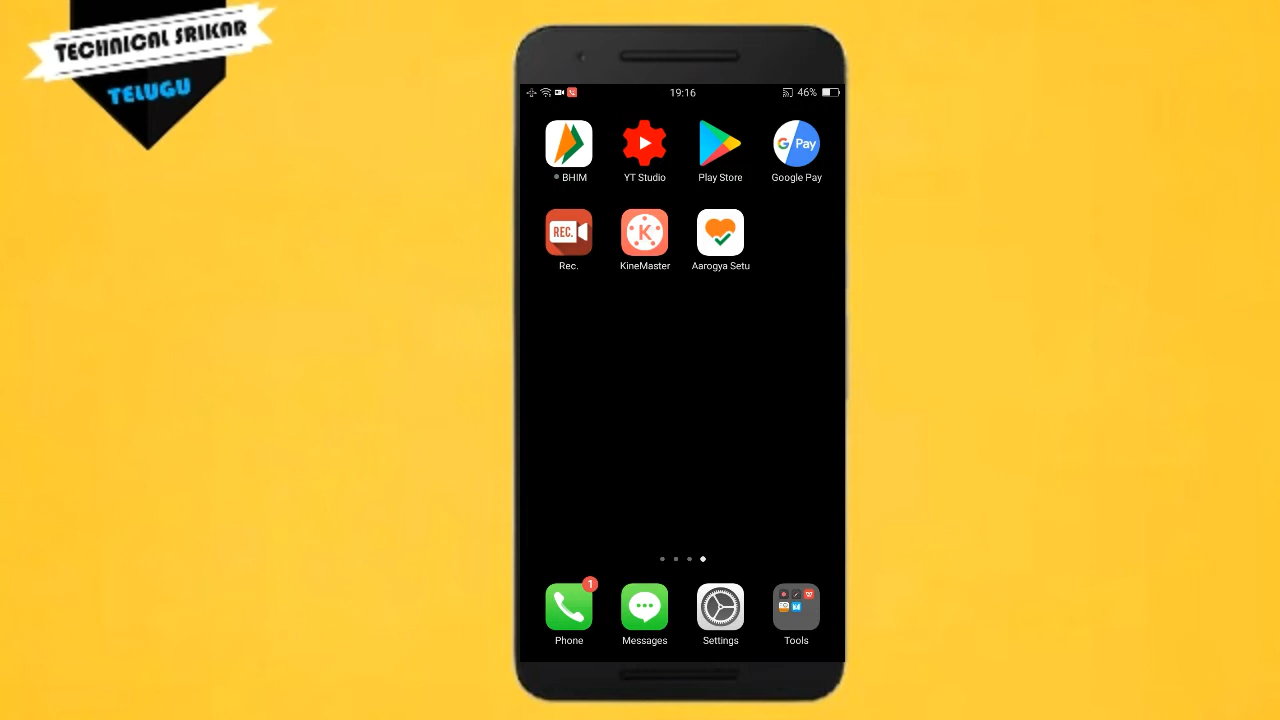 TECHNICAL SRIKAR
TELUGU
19:16
46%
BHIM
YT Studio
Play Store
G Pay
Google Pay
REC.
Rec.
K
KineMaster
Aarogya Setu
1
Phone
Messages
Settings
Tools